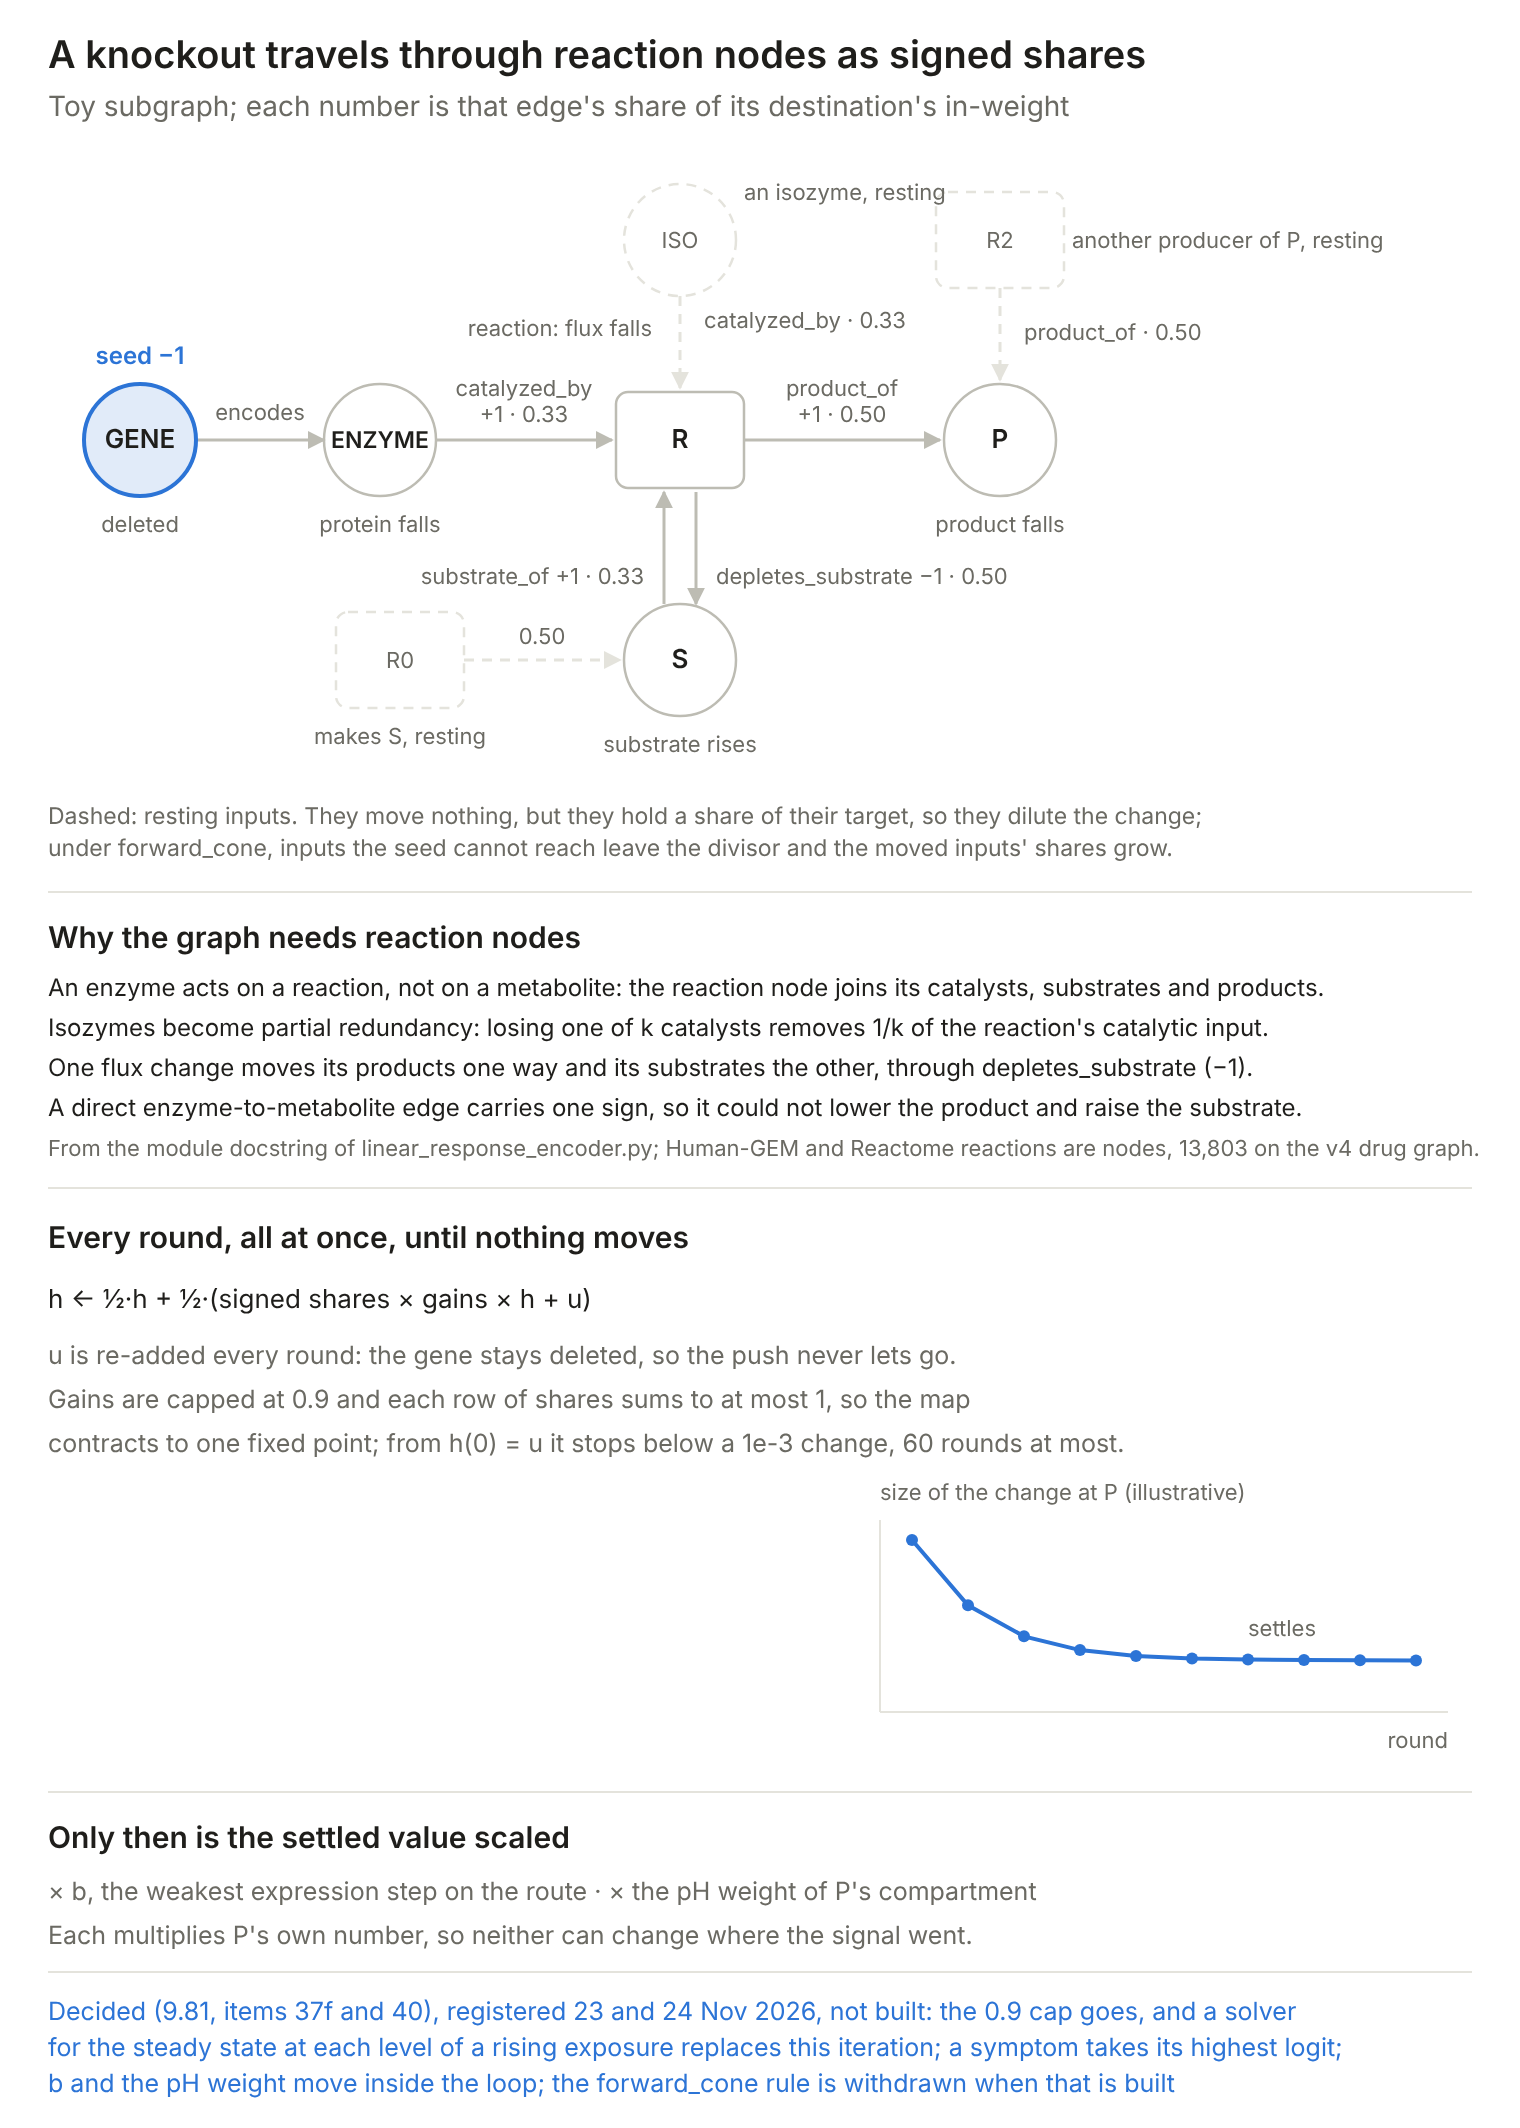 A knockout travels through reaction nodes as signed shares
Toy subgraph; each number is that edge's share of its destination's in-weight
an isozyme, resting
ISO
R2
another producer of P, resting
reaction: flux falls
catalyzed_by · 0.33
product_of · 0.50
seed −1
GENE
encodes
ENZYME
catalyzed_by
+1 · 0.33
R
product_of
+1 · 0.50
P
deleted
protein falls
product falls
substrate_of +1 · 0.33
depletes_substrate −1 · 0.50
R0
0.50
S
makes S, resting
substrate rises
Dashed: resting inputs. They move nothing, but they hold a share of their target, so they dilute the change;
under forward_cone, inputs the seed cannot reach leave the divisor and the moved inputs' shares grow.
Why the graph needs reaction nodes
An enzyme acts on a reaction, not on a metabolite: the reaction node joins its catalysts, substrates and products.
Isozymes become partial redundancy: losing one of k catalysts removes 1/k of the reaction's catalytic input.
One flux change moves its products one way and its substrates the other, through depletes_substrate (−1).
A direct enzyme-to-metabolite edge carries one sign, so it could not lower the product and raise the substrate.
From the module docstring of linear_response_encoder.py; Human-GEM and Reactome reactions are nodes, 13,803 on the v4 drug graph.
Every round, all at once, until nothing moves
h ← ½·h + ½·(signed shares × gains × h + u)
u is re-added every round: the gene stays deleted, so the push never lets go.
Gains are capped at 0.9 and each row of shares sums to at most 1, so the map
contracts to one fixed point; from h(0) = u it stops below a 1e-3 change, 60 rounds at most.
size of the change at P (illustrative)
settles
round
Only then is the settled value scaled
× b, the weakest expression step on the route · × the pH weight of P's compartment
Each multiplies P's own number, so neither can change where the signal went.
Decided (9.81, items 37f and 40), registered 23 and 24 Nov 2026, not built: the 0.9 cap goes, and a solver
for the steady state at each level of a rising exposure replaces this iteration; a symptom takes its highest logit;
b and the pH weight move inside the loop; the forward_cone rule is withdrawn when that is built